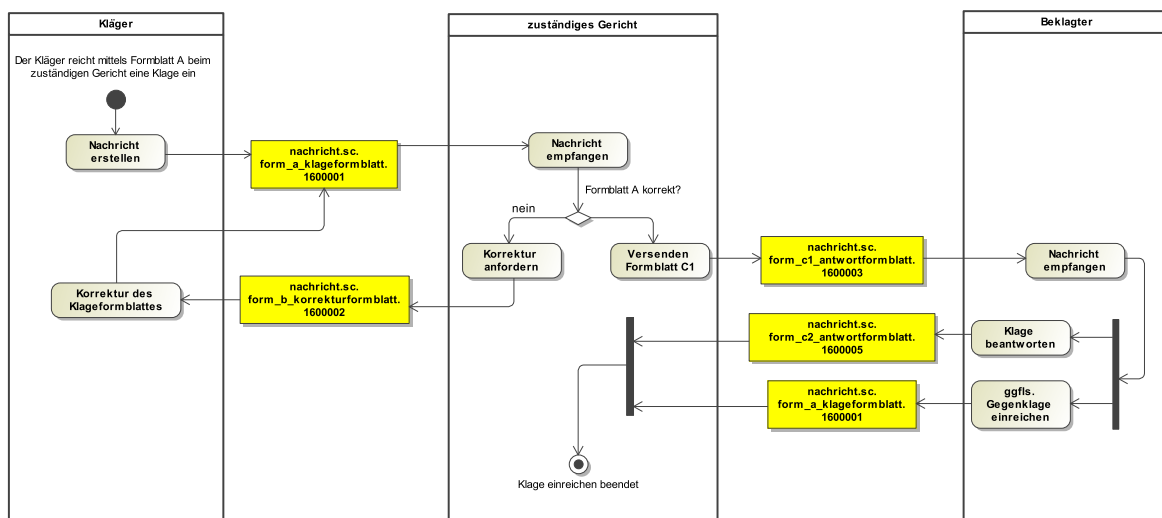 Kläger
zuständiges Gericht
Beklagter
Der Kläger reicht mittels Formblatt A beim
zuständigen Gericht eine Klage ein
Nachricht
erstellen
nachricht.sc.
form_a_klageformblatt.
1600001
Nachricht
empfangen
Formblatt A korrekt?
nein
Korrektur
anfordern
Versenden
Formblatt C1
nachricht.sc.
form_c1_antwortformblatt.
1600003
Nachricht
empfangen
Korrektur des
Klageformblattes
nachricht.sc.
form_b_korrekturformblatt.
1600002
nachricht.sc.
form_c2_antwortformblatt.
1600005
Klage
beantworten
nachricht.sc.
form_a_klageformblatt.
1600001
ggfls.
Gegenklage
einreichen
Klage einreichen beendet